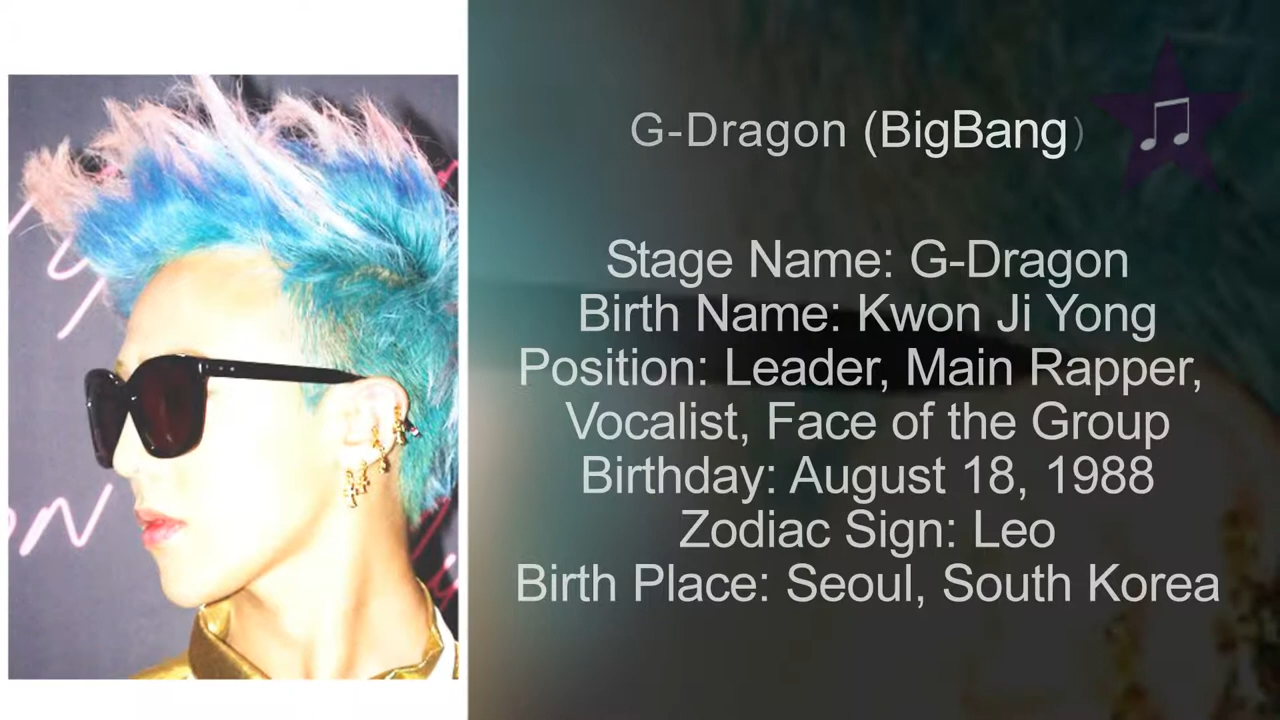 G-Dragon (BigBang)
Stage Name: G-Dragon
Birth Name: Kwon Ji Yong
Position: Leader, Main Rapper,
Vocalist, Face of the Group
Birthday: August 18, 1988
Zodiac Sign: Leo
Birth Place: Seoul, South Korea